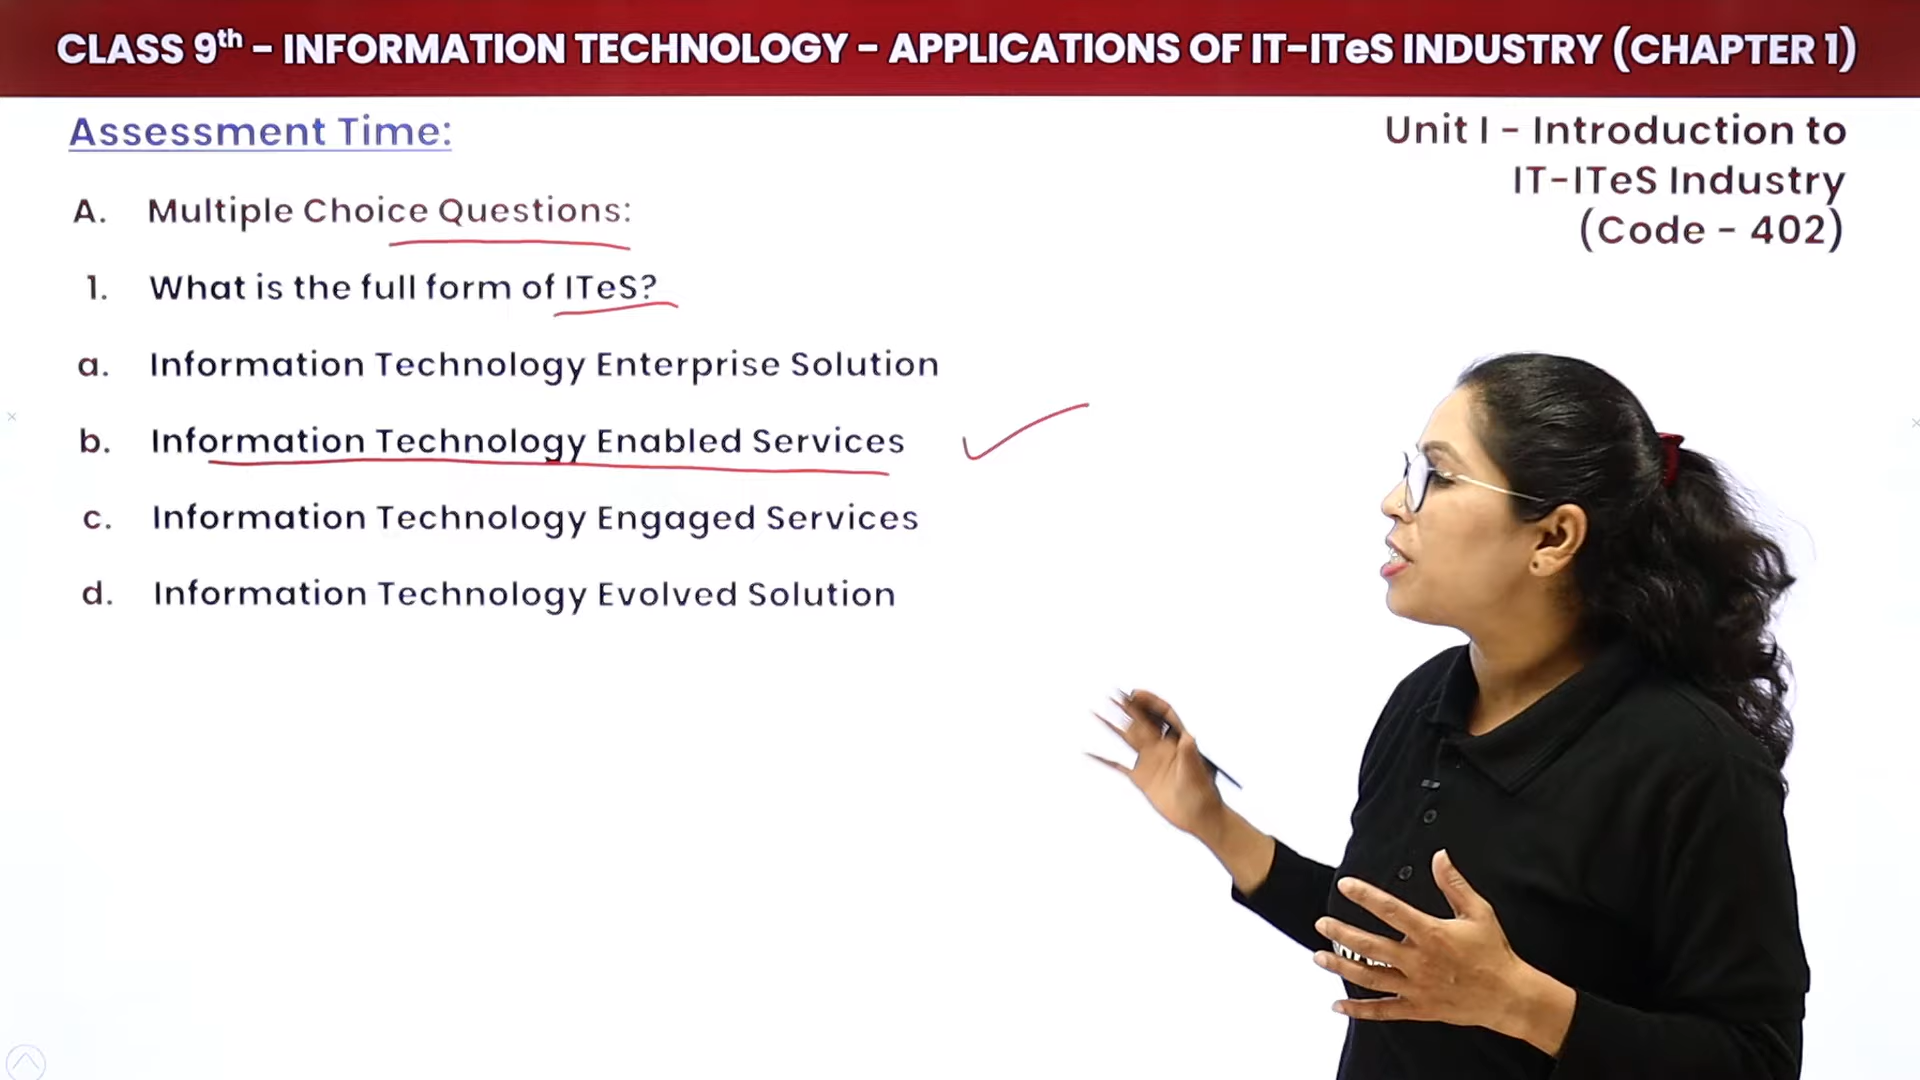 CLASS 9th – INFORMATION TECHNOLOGY – APPLICATIONS OF IT-ITeS INDUSTRY (CHAPTER 1)
Assessment Time:
Unit I - Introduction to
IT-ITeS Industry
(Code - 402)
A. Multiple Choice Questions:
1. What is the full form of ITeS?
a. Information Technology Enterprise Solution
b. Information Technology Enabled Services
c. Information Technology Engaged Services
d. Information Technology Evolved Solution